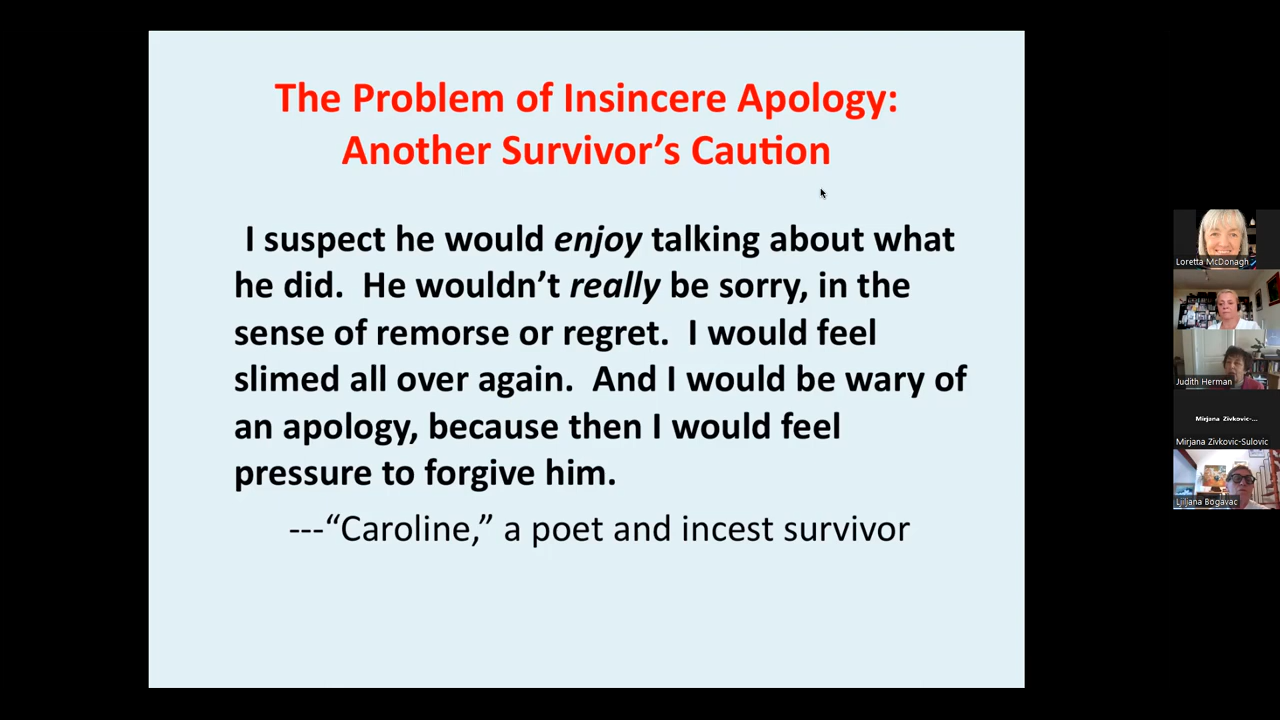 The Problem of Insincere Apology:
Another Survivor’s Caution
I suspect he would enjoy talking about what
he did.  He wouldn’t really be sorry, in the
sense of remorse or regret.  I would feel
slimed all over again.  And I would be wary of
an apology, because then I would feel
pressure to forgive him.
---“Caroline,” a poet and incest survivor
Loretta McDonagh
Judith Herman
Mirjana Zivkovic-...
Mirjana Zivkovic-Sulovic
Ljiljana Bogavac